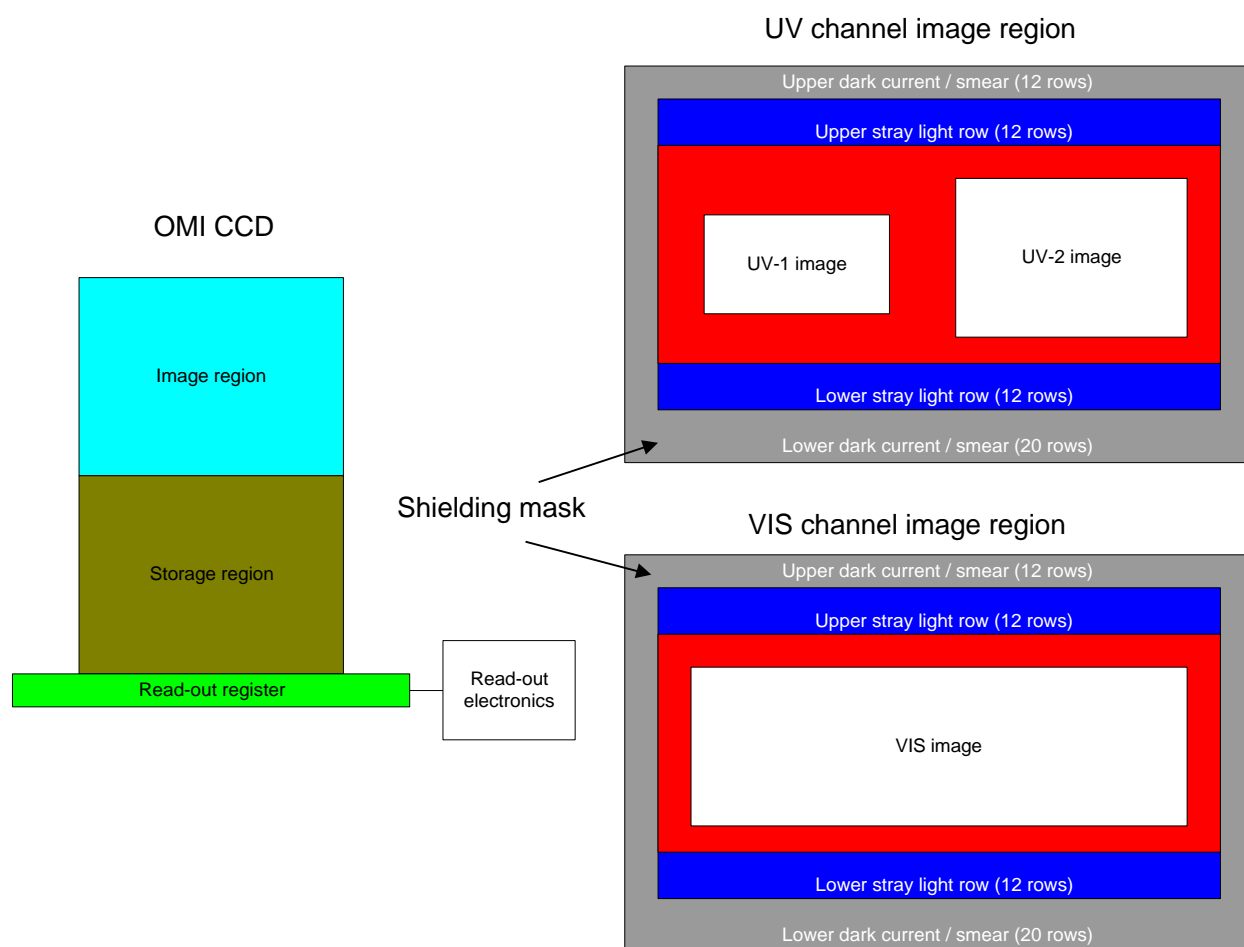 UV channel image region
Upper dark current / smear (12 rows)
Upper stray light row (12 rows)
UV-1 image
UV-2 image
Lower stray light row (12 rows)
Lower dark current / smear (20 rows)
OMI CCD
Image region
Storage region
Read-out register
Read-out
electronics
Shielding mask
VIS channel image region
Upper dark current / smear (12 rows)
Upper stray light row (12 rows)
VIS image
Lower stray light row (12 rows)
Lower dark current / smear (20 rows)